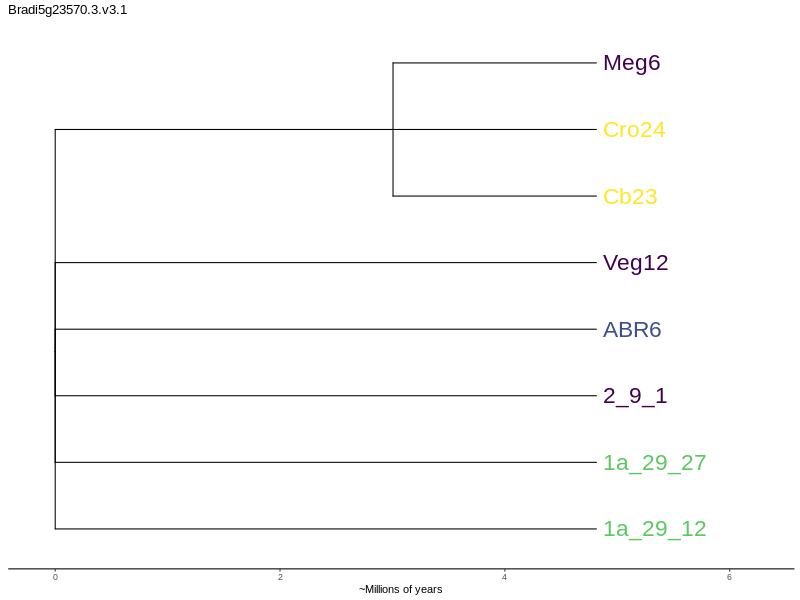 Bradi5g23570.3.v3.1
Meg6
Cro24
Cb23
Veg12
ABR6
2_9_1
1a_29_27
1a_29_12
0 2 4 6
~Millions of years